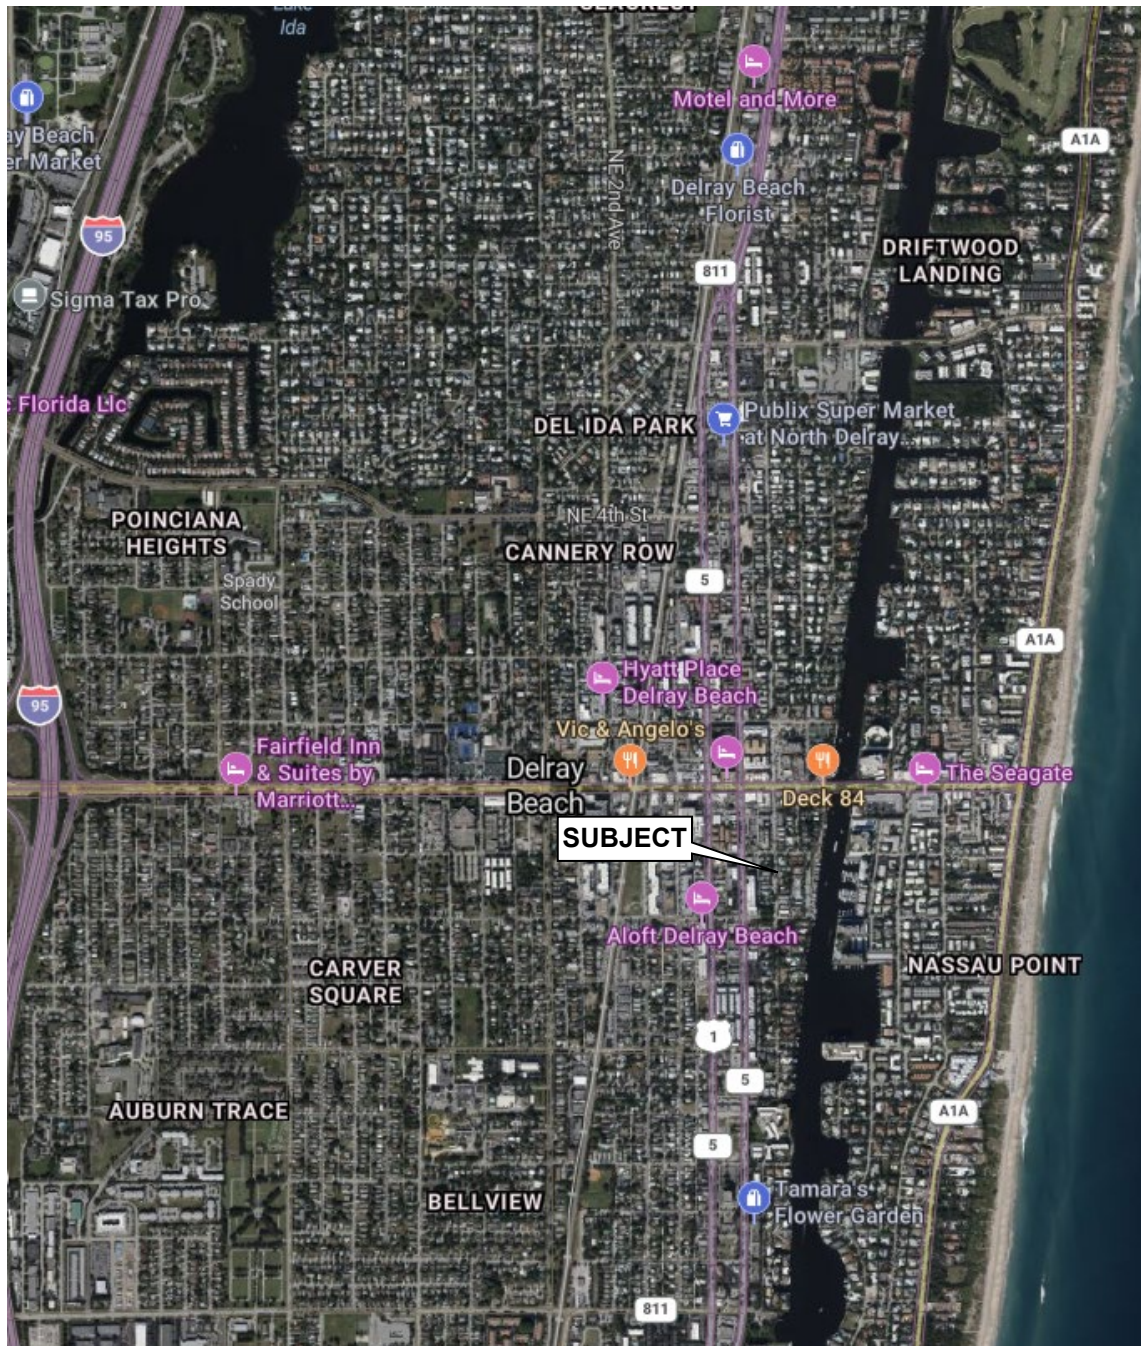 Lake
Ida
Motel and More
ay Beach
er Market
A1A
Delray Beach
Florist
NE 2nd Ave
95
DRIFTWOOD
LANDING
811
Sigma Tax Pro
c Florida Llc
DEL IDA PARK
Publix Super Market
at North Delray...
NE 4th St
POINCIANA
HEIGHTS
CANNERY ROW
5
Spady
School
A1A
Hyatt Place
Delray Beach
95
Vic & Angelo's
Fairfield Inn
& Suites by
Marriott...
Delray
Beach
The Seagate
Deck 84
SUBJECT
Aloft Delray Beach
NASSAU POINT
CARVER
SQUARE
1
5
AUBURN TRACE
A1A
5
BELLVIEW
Tamara's
Flower Garden
811